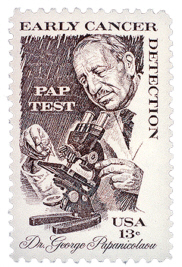 EARLY CANCER
DETECTION
PAP
TEST
USA
13c
Dr. George Papanicolaou